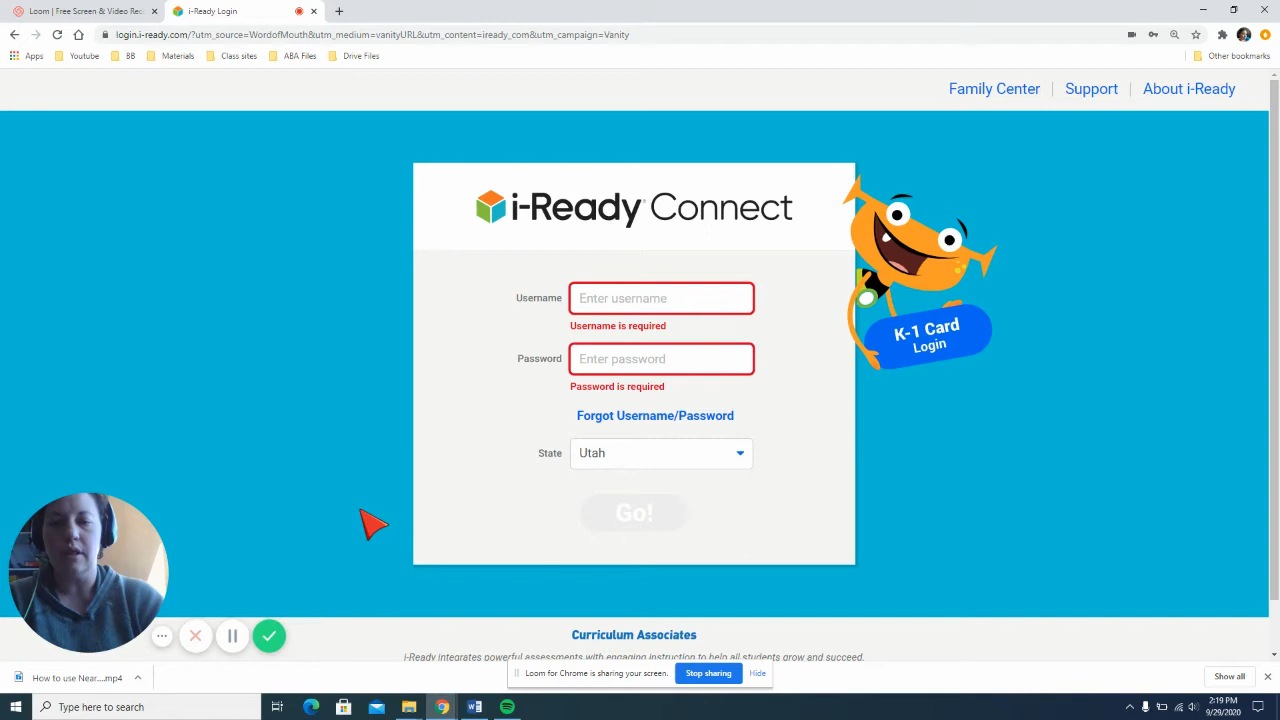 Loom | Free Screen & Video Rec
i-Ready Login
login.i-ready.com/?utm_source=WordofMouth&utm_medium=vanityURL&utm_content=iready_com&utm_campaign=Vanity
Apps
Youtube
BB
Materials
Class sites
ABA Files
Drive Files
Other bookmarks
Family Center
Support
About i-Ready
i-Ready Connect
Username
Enter username
Username is required
Password
Enter password
Password is required
Forgot Username/Password
State
Utah
Go!
K-1 Card
Login
Curriculum Associates
i-Ready integrates powerful assessments with engaging instruction to help all students grow and succeed.
Loom for Chrome is sharing your screen.
Stop sharing
Hide
How to use Near....mp4
Show all
Type here to search
2:19 PM
9/29/2020